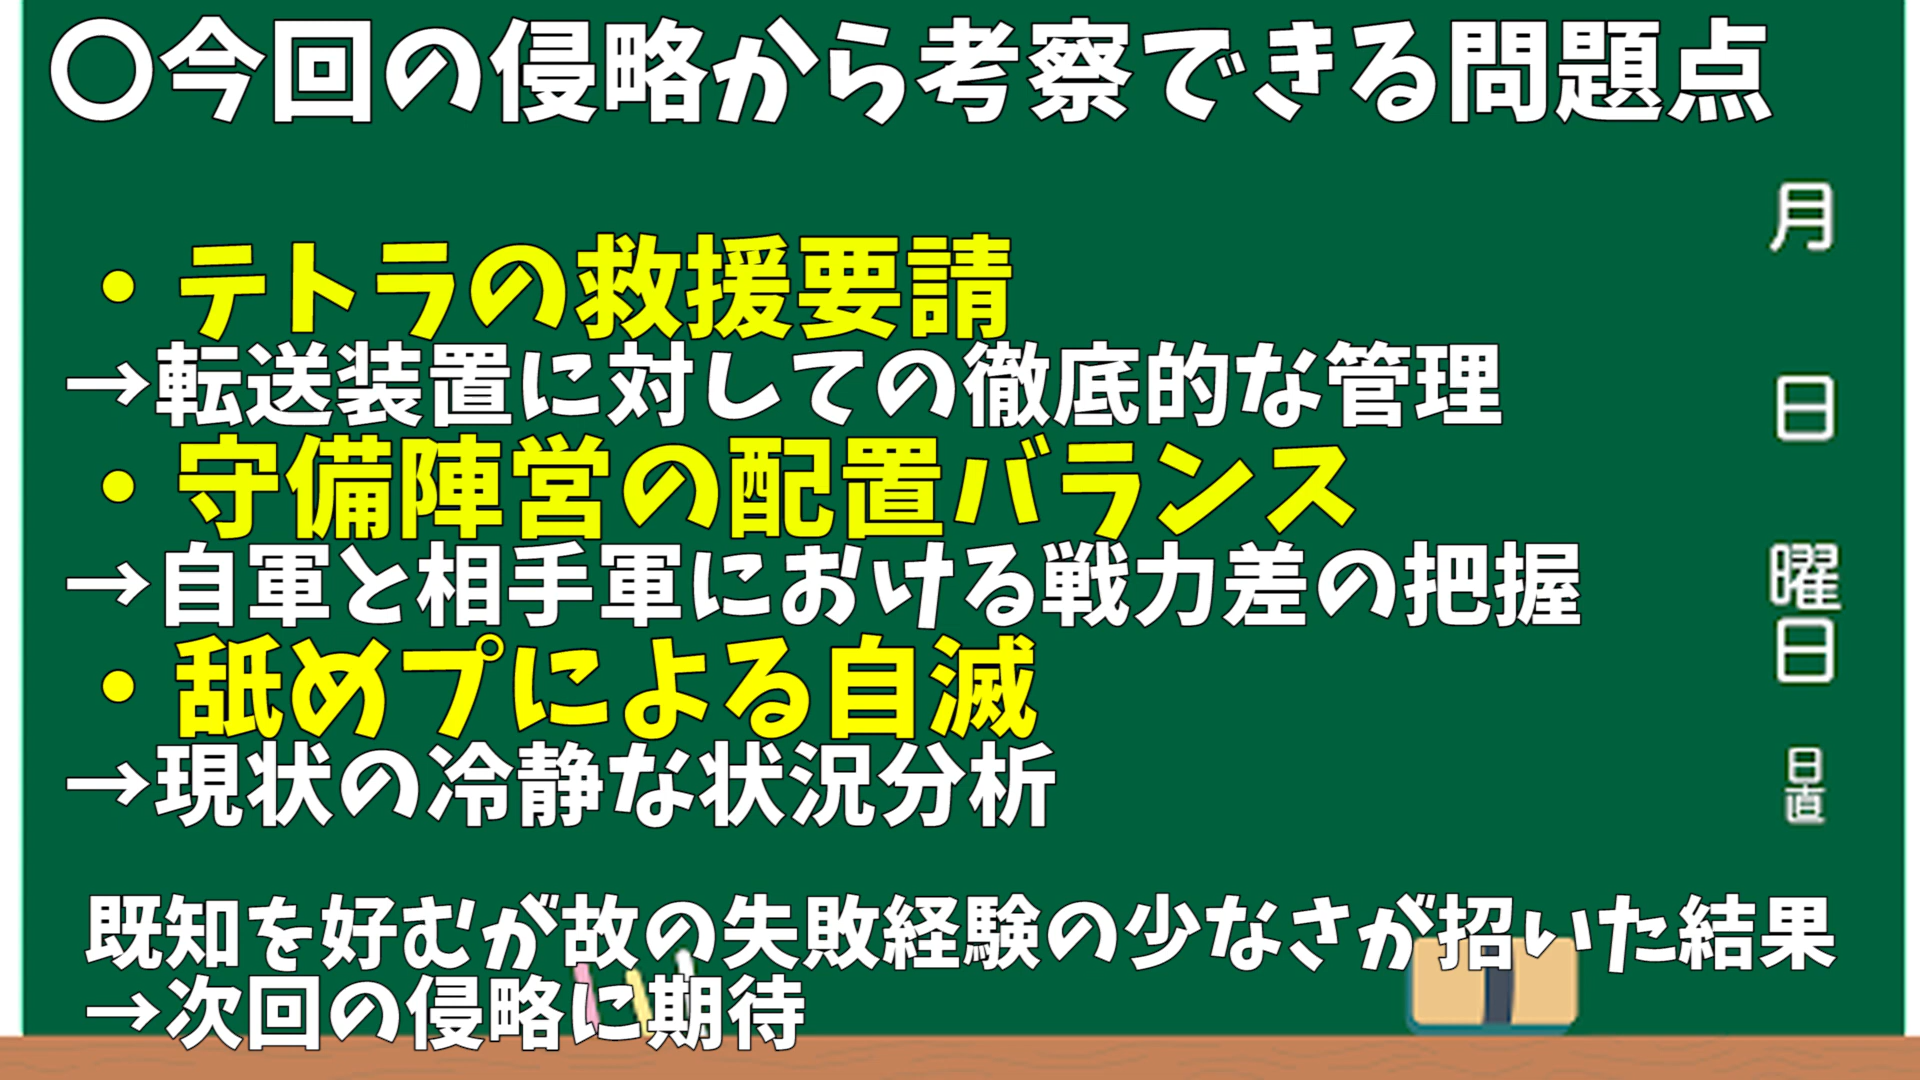 〇今回の侵略から考察できる問題点
・テトラの救援要請
→転送装置に対しての徹底的な管理
・守備陣営の配置バランス
→自軍と相手軍における戦力差の把握
・舐めプによる自滅
→現状の冷静な状況分析
既知を好むが故の失敗経験の少なさが招いた結果
→次回の侵略に期待
月
日
曜
日
日直